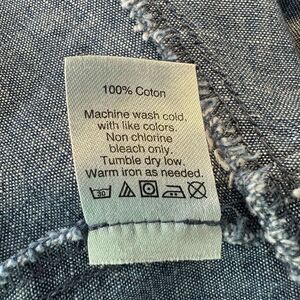 100% Coton
Machine wash cold,
with like colors.
Non chlorine
bleach only.
Tumble dry low.
Warm iron as needed.
30